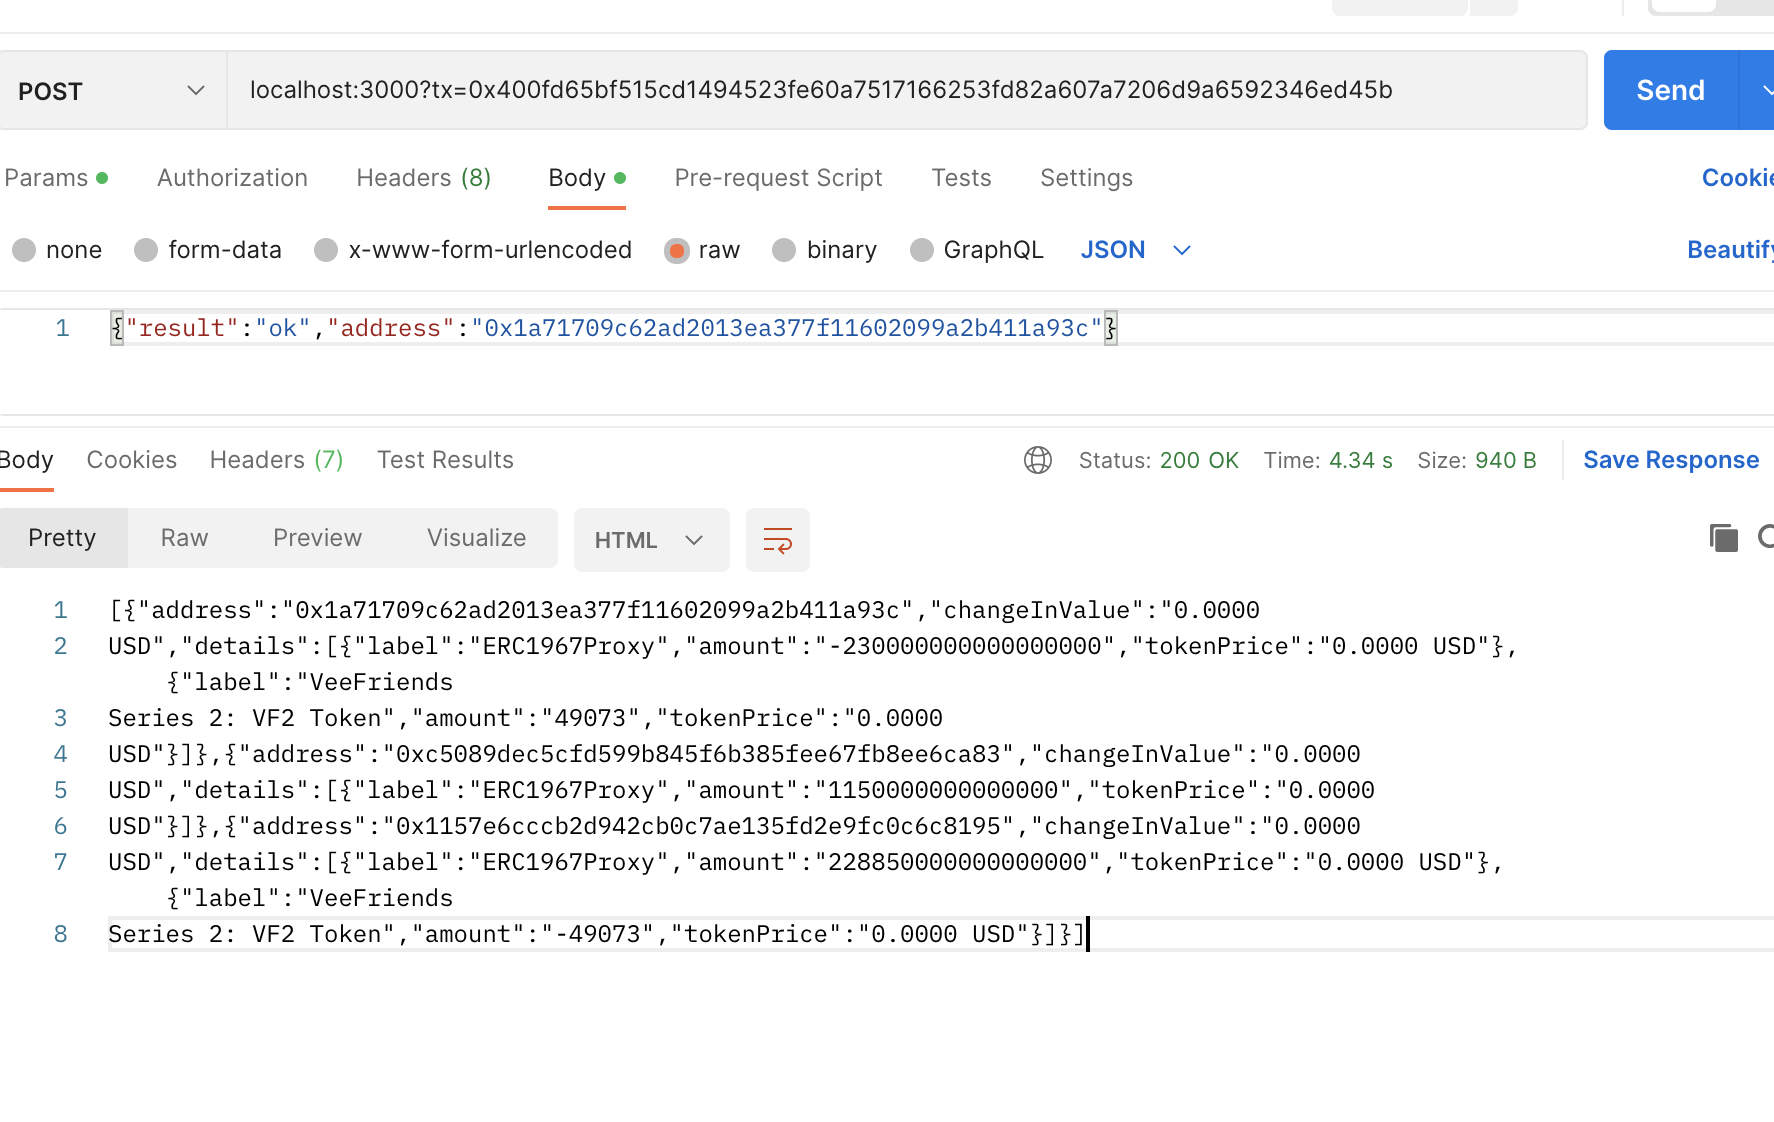 POST
localhost:3000?tx=0x400fd65bf515cd1494523fe60a7517166253fd82a607a7206d9a6592346ed45b
Send
Params
Authorization
Headers (8)
Body
Pre-request Script
Tests
Settings
Cookie
none
form-data
x-www-form-urlencoded
raw
binary
GraphQL
JSON
Beautify
1 {"result":"ok","address":"0x1a71709c62ad2013ea377f11602099a2b411a93c"}
Body
Cookies
Headers (7)
Test Results
Status: 200 OK
Time: 4.34 s
Size: 940 B
Save Response
Pretty
Raw
Preview
Visualize
HTML
1 [{"address":"0x1a71709c62ad2013ea377f11602099a2b411a93c","changeInValue":"0.0000
2 USD","details":[{"label":"ERC1967Proxy","amount":"-230000000000000000","tokenPrice":"0.0000 USD"},
{"label":"VeeFriends
3 Series 2: VF2 Token","amount":"49073","tokenPrice":"0.0000
4 USD"}]},{"address":"0xc5089dec5cfd599b845f6b385fee67fb8ee6ca83","changeInValue":"0.0000
5 USD","details":[{"label":"ERC1967Proxy","amount":"1150000000000000","tokenPrice":"0.0000
6 USD"}]},{"address":"0x1157e6cccb2d942cb0c7ae135fd2e9fc0c6c8195","changeInValue":"0.0000
7 USD","details":[{"label":"ERC1967Proxy","amount":"228850000000000000","tokenPrice":"0.0000 USD"},
{"label":"VeeFriends
8 Series 2: VF2 Token","amount":"-49073","tokenPrice":"0.0000 USD"}]}]